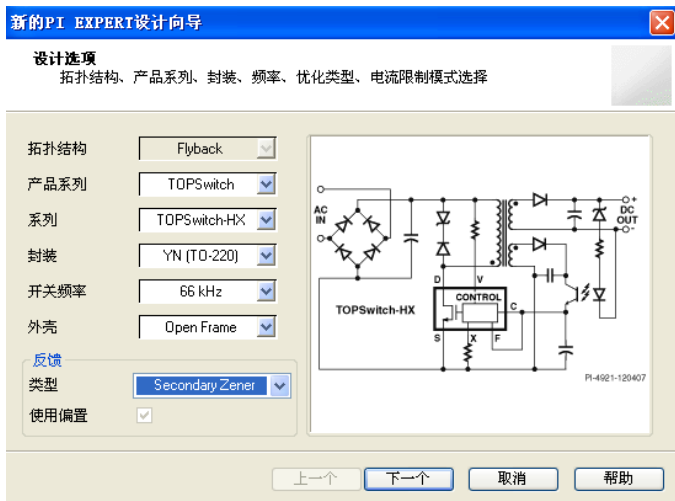 新的PI EXPERT设计向导
设计选项
拓扑结构、产品系列、封装、频率、优化类型、电流限制模式选择
拓扑结构 Flyback
产品系列 TOPSwitch
系列 TOPSwitch-HX
封装 YN (TO-220)
开关频率 66 kHz
外壳 Open Frame
反馈
类型 Secondary Zener
使用偏置
AC IN
+ DC OUT -
D V
CONTROL C
TOPSwitch-HX
S X F
PI-4921-120407
上一个 下一个 取消 帮助